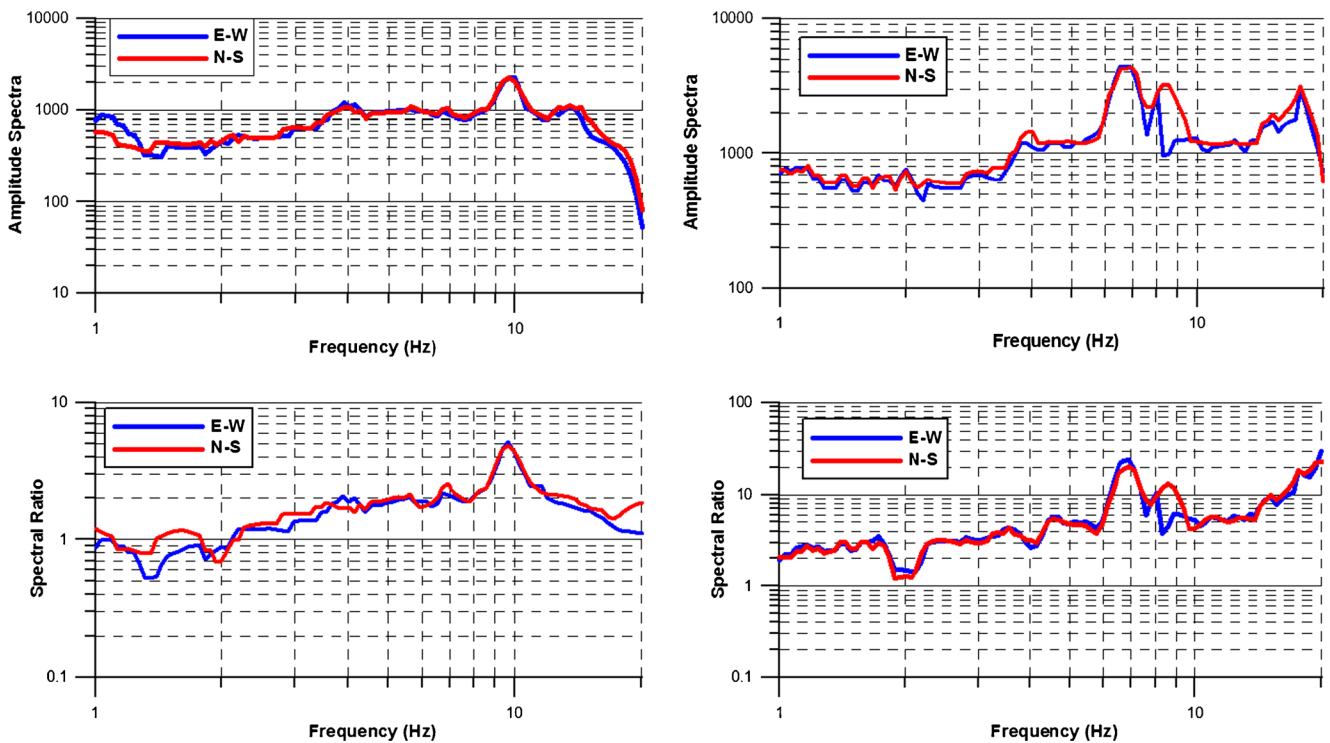 10000
E-W
N-S
1000
Amplitude Spectra
100
10
1
10
Frequency (Hz)
10000
E-W
N-S
1000
Amplitude Spectra
100
1
10
Frequency (Hz)
10
E-W
N-S
Spectral Ratio
1
0.1
1
10
Frequency (Hz)
100
E-W
N-S
10
Spectral Ratio
1
0.1
1
10
Frequency (Hz)